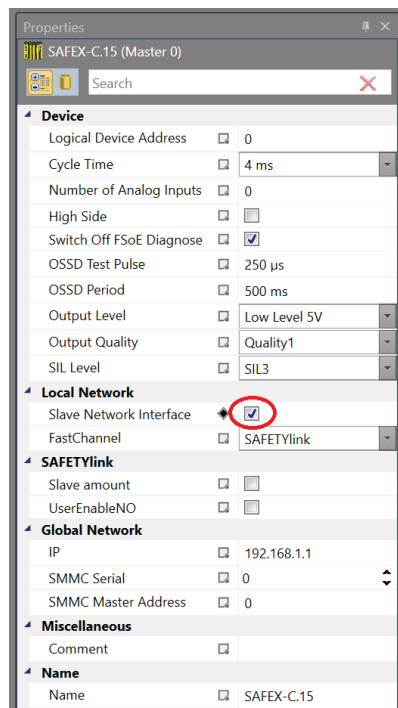 Properties
SAFEX-C.15 (Master 0)
Search
Device
Logical Device Address 0
Cycle Time 4 ms
Number of Analog Inputs 0
High Side
Switch Off FSoE Diagnose
OSSD Test Pulse 250 µs
OSSD Period 500 ms
Output Level Low Level 5V
Output Quality Quality1
SIL Level SIL3
Local Network
Slave Network Interface
FastChannel SAFETYlink
SAFETYlink
Slave amount
UserEnableNO
Global Network
IP 192.168.1.1
SMMC Serial 0
SMMC Master Address 0
Miscellaneous
Comment
Name
Name SAFEX-C.15